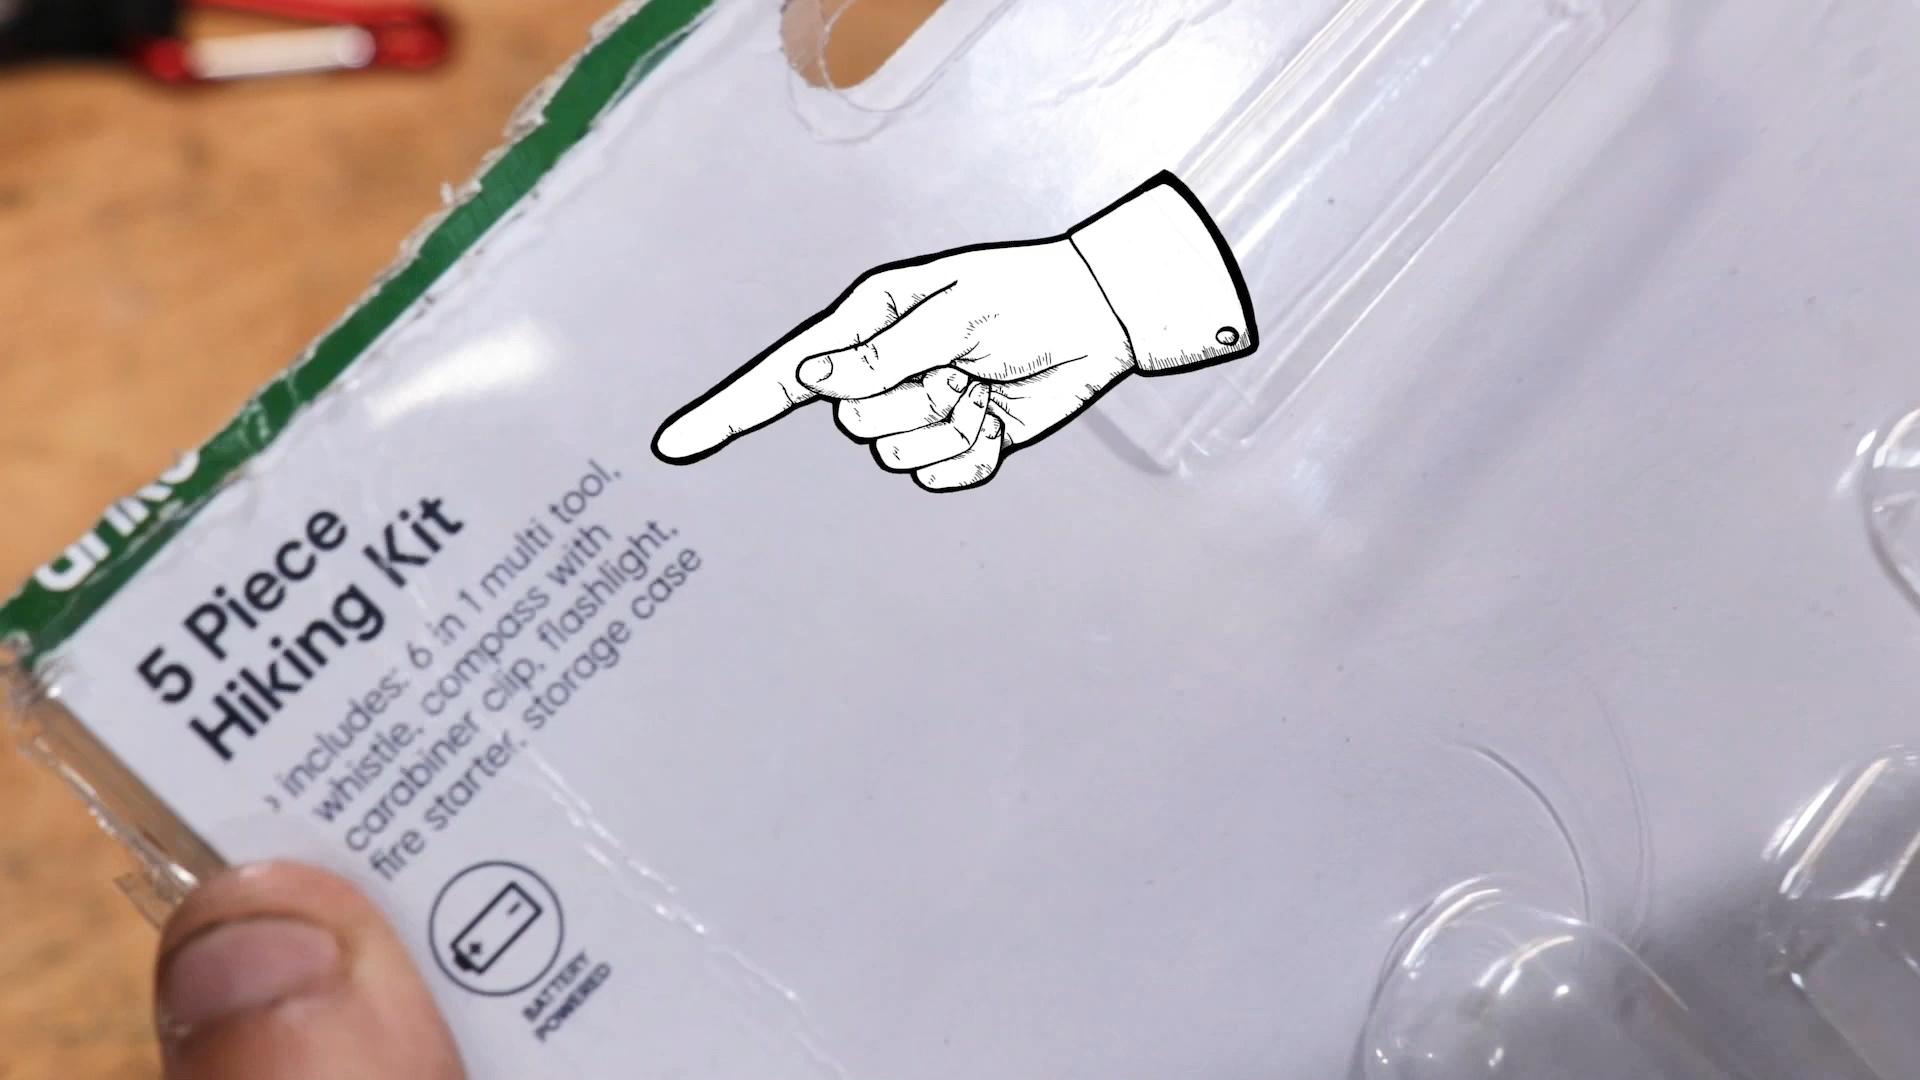 anko
5 Piece
Hiking Kit
includes: 6 in 1 multi tool,
whistle, compass with
carabiner clip, flashlight,
fire starter, storage case
BATTERY
POWERED